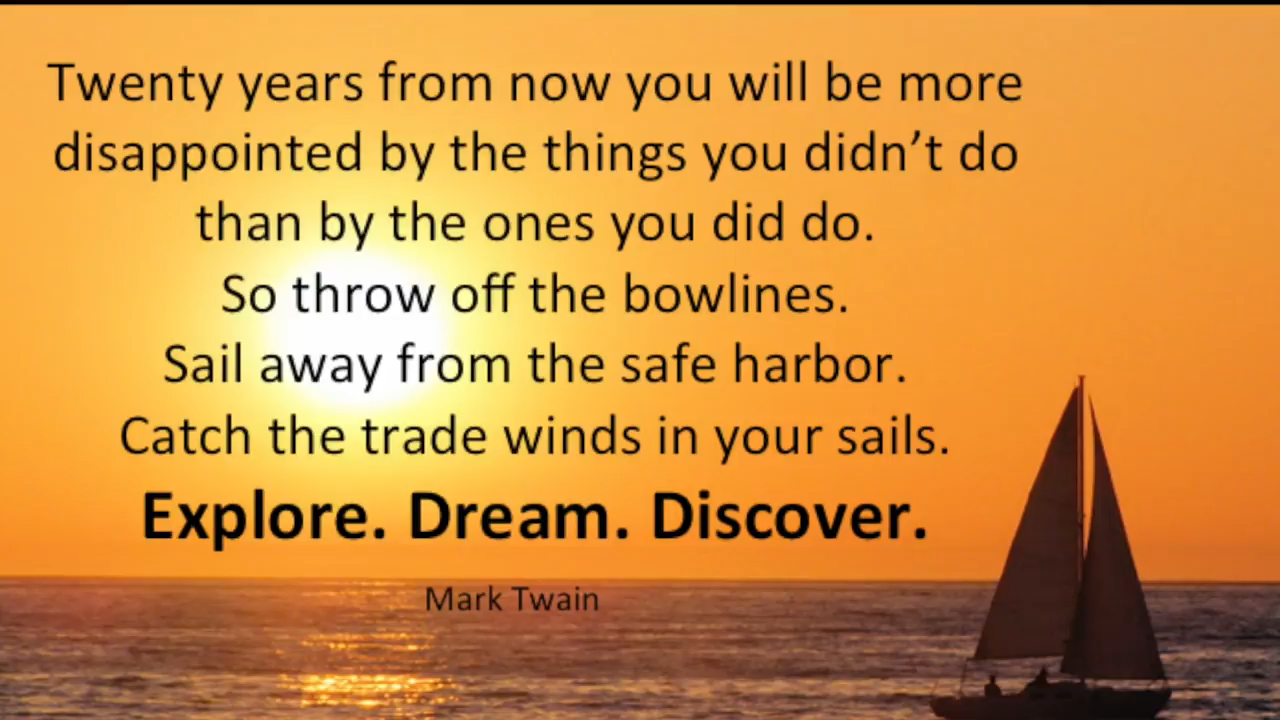 Twenty years from now you will be more
disappointed by the things you didn’t do
than by the ones you did do.
So throw off the bowlines.
Sail away from the safe harbor.
Catch the trade winds in your sails.
Explore. Dream. Discover.
Mark Twain